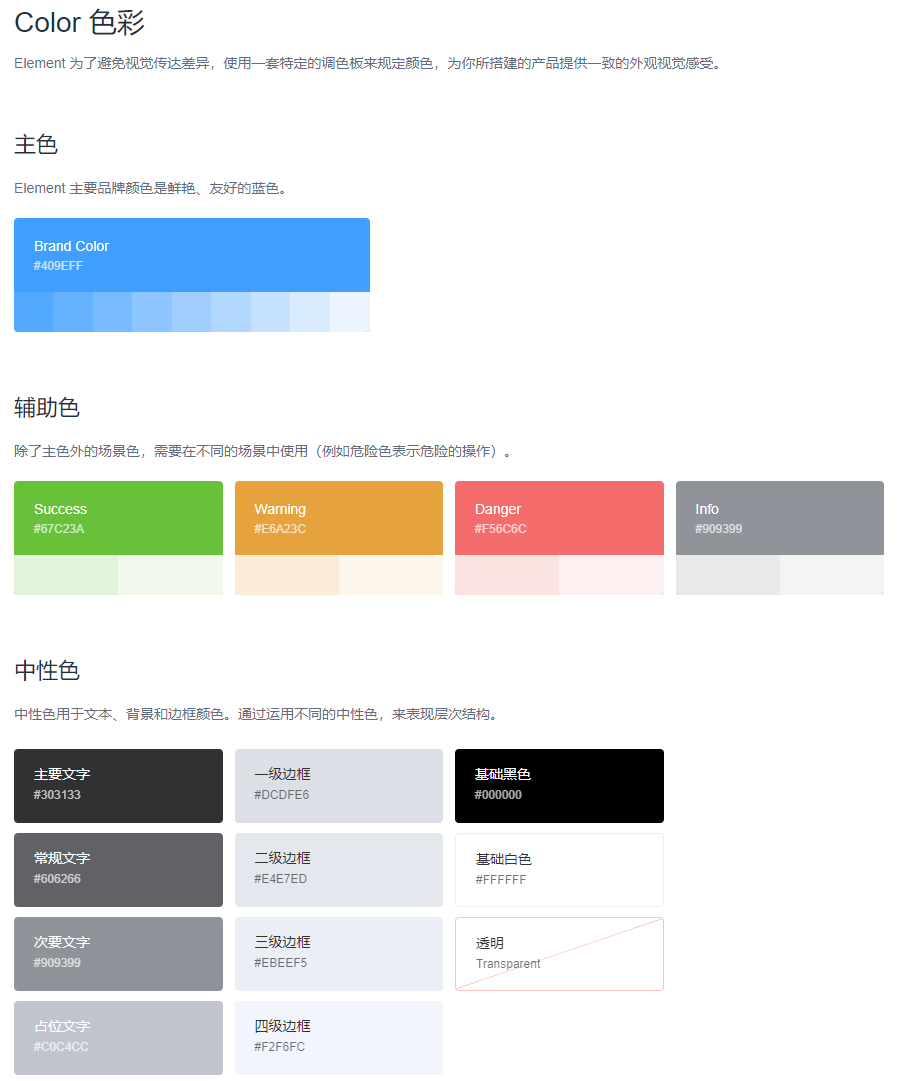 Color 色彩
Element 为了避免视觉传达差异，使用一套特定的调色板来规定颜色，为你所搭建的产品提供一致的外观视觉感受。
主色
Element 主要品牌颜色是鲜艳、友好的蓝色。
Brand Color
#409EFF
辅助色
除了主色外的场景色，需要在不同的场景中使用（例如危险色表示危险的操作）。
Success
#67C23A
Warning
#E6A23C
Danger
#F56C6C
Info
#909399
中性色
中性色用于文本、背景和边框颜色。通过运用不同的中性色，来表现层次结构。
主要文字
#303133
常规文字
#606266
次要文字
#909399
占位文字
#C0C4CC
一级边框
#DCDFE6
二级边框
#E4E7ED
三级边框
#EBEEF5
四级边框
#F2F6FC
基础黑色
#000000
基础白色
#FFFFFF
透明
Transparent